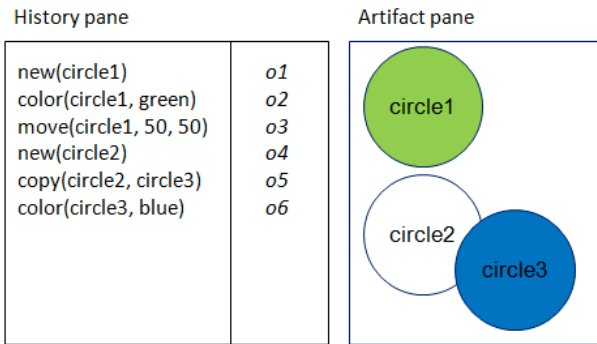 History pane
Artifact pane
new(circle1) o1
color(circle1, green) o2
move(circle1, 50, 50) o3
new(circle2) o4
copy(circle2, circle3) o5
color(circle3, blue) o6
circle1
circle2
circle3